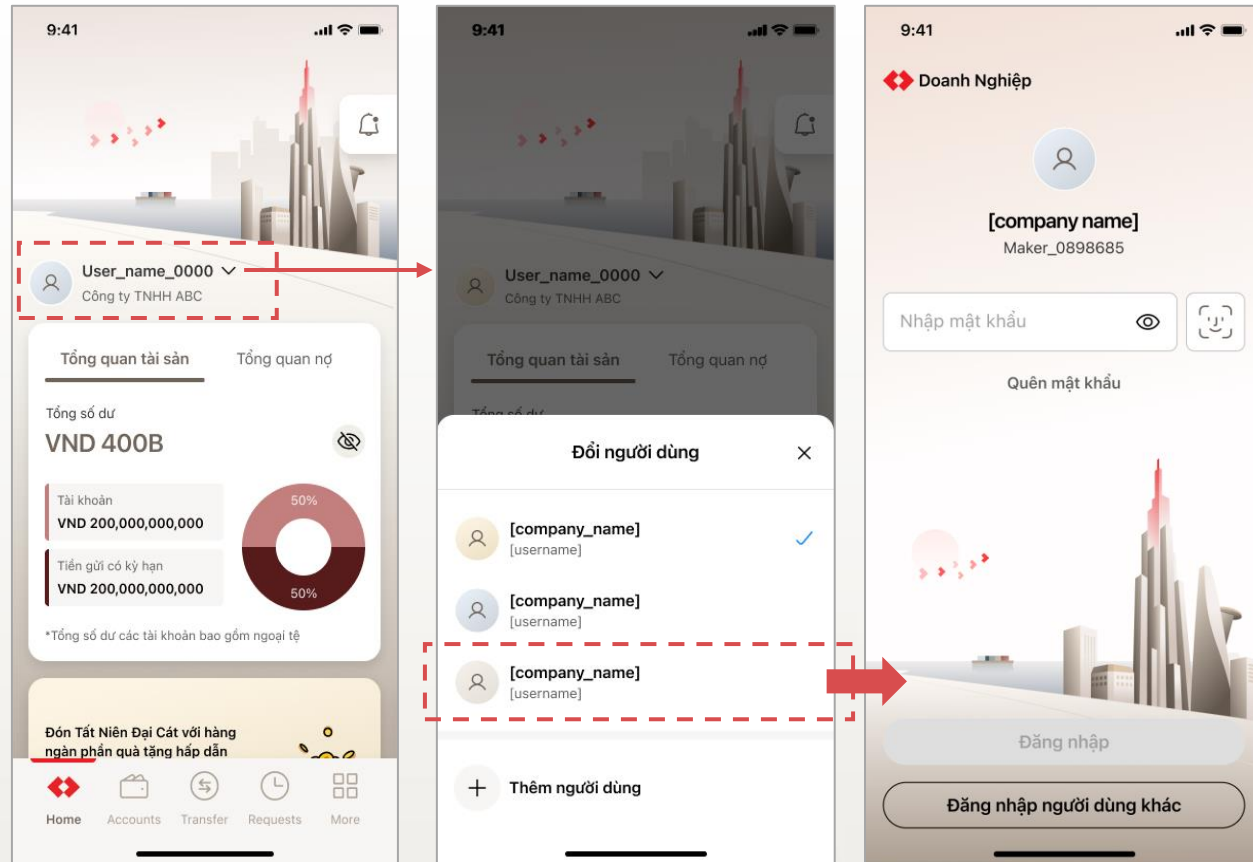 9:41
User_name_0000
Công ty TNHH ABC
Tổng quan tài sản
Tổng quan nợ
Tổng số dư
VND 400B
Tài khoản
VND 200,000,000,000
Tiền gửi có kỳ hạn
VND 200,000,000,000
50%
50%
*Tổng số dư các tài khoản bao gồm ngoại tệ
Đón Tất Niên Đại Cát với hàng
ngàn phần quà tặng hấp dẫn
Home
Accounts
Transfer
Requests
More
9:41
User_name_0000
Công ty TNHH ABC
Tổng quan tài sản
Tổng quan nợ
Tổng số dư
Đổi người dùng
[company_name]
[username]
[company_name]
[username]
[company_name]
[username]
Thêm người dùng
9:41
Doanh Nghiệp
[company name]
Maker_0898685
Nhập mật khẩu
Quên mật khẩu
Đăng nhập
Đăng nhập người dùng khác